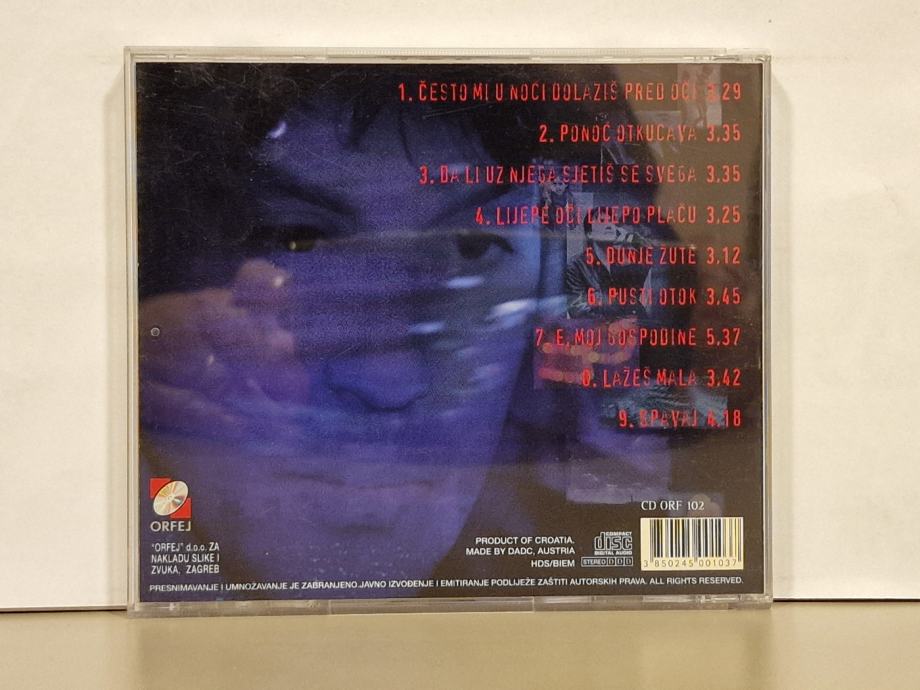 1. ČESTO MI U NOĆI DOLAZIŠ PRED OČI 3,29
2. PONOĆ OTKUCAVA 3,35
3. DA LI UZ NJEGA SJETIŠ SE SVEGA 3,35
4. LIJEPE OČI LIJEPO PLAČU 3,25
5. DUNJE ŽUTE 3,12
6. PUSTI OTOK 3,45
7. E, MOJ GOSPODINE 5,37
8. LAŽEŠ MALA 3,42
9. SPAVAJ 4,18
ORFEJ
"ORFEJ" d.o.o. ZA
NAKLADU SLIKE I
ZVUKA, ZAGREB
PRODUCT OF CROATIA.
MADE BY DADC, AUSTRIA
HDS/BIEM
COMPACT
disc
DIGITAL AUDIO
STEREO DDD
CD ORF 102
3 850245 001037
PRESNIMAVANJE I UMNOŽAVANJE JE ZABRANJENO.JAVNO IZVOĐENJE I EMITIRANJE PODLIJEŽE ZAŠTITI AUTORSKIH PRAVA. ALL RIGHTS RESERVED.